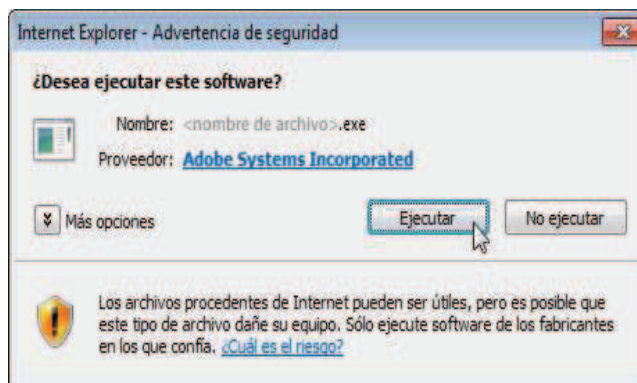 Internet Explorer - Advertencia de seguridad
¿Desea ejecutar este software?
Nombre: <nombre de archivo>.exe
Proveedor: Adobe Systems Incorporated
Más opciones
Ejecutar
No ejecutar
Los archivos procedentes de Internet pueden ser útiles, pero es posible que
este tipo de archivo dañe su equipo. Sólo ejecute software de los fabricantes
en los que confía. ¿Cuál es el riesgo?